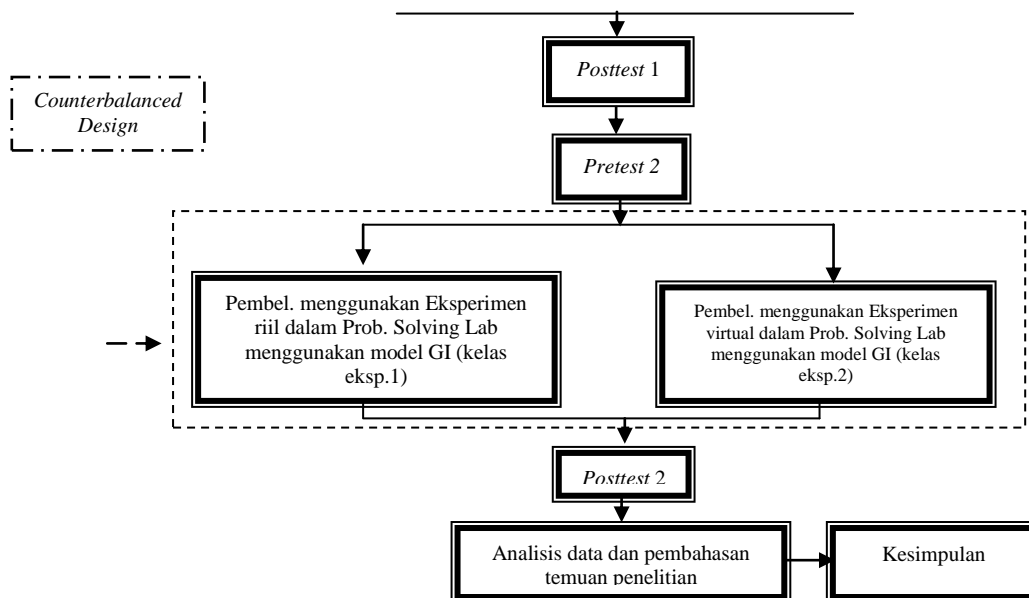 Posttest 1
Counterbalanced
Design
Pretest 2
Pembel. menggunakan Eksperimen
riil dalam Prob. Solving Lab
menggunakan model GI (kelas
eksp.1)
Pembel. menggunakan Eksperimen
virtual dalam Prob. Solving Lab
menggunakan model GI (kelas
eksp.2)
Posttest 2
Analisis data dan pembahasan
temuan penelitian
Kesimpulan